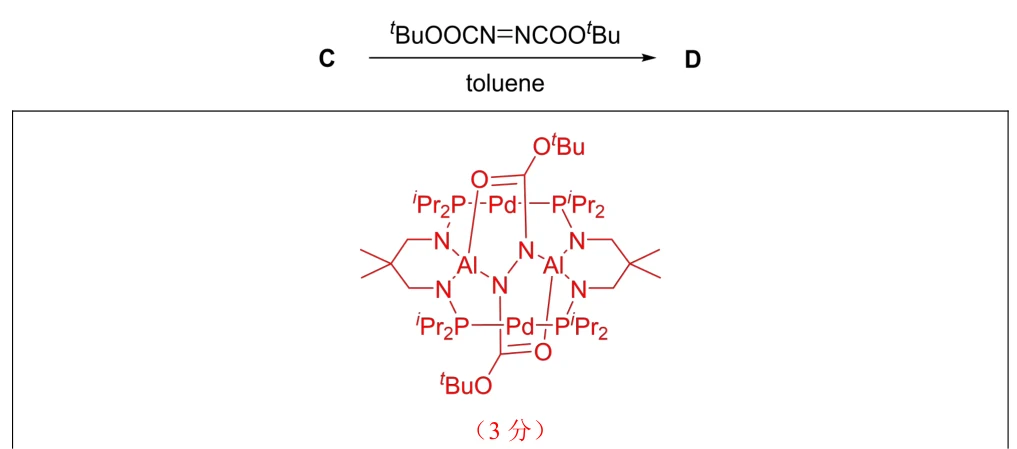 ᵗBuOOCN=NCOOᵗBu
C D
toluene
OᵗBu
O
ⁱPr₂P Pd PⁱPr₂
N N
N
Al Al
N
N N
ⁱPr₂P Pd PⁱPr₂
O
ᵗBuO
（3 分）